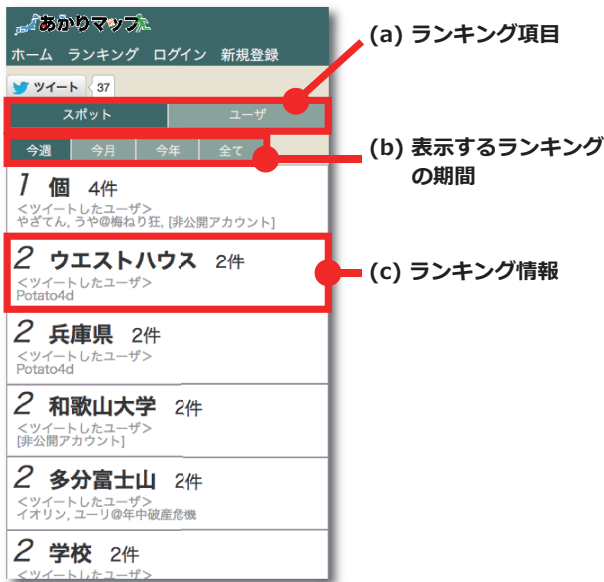 あかりマップ
ホーム ランキング ログイン 新規登録
ツイート 37
スポット ユーザ
今週 今月 今年 全て
1 個 4件
<ツイートしたユーザ>
やざてん, うや@梅ねり狂, [非公開アカウント]
2 ウエストハウス 2件
<ツイートしたユーザ>
Potato4d
2 兵庫県 2件
<ツイートしたユーザ>
Potato4d
2 和歌山大学 2件
<ツイートしたユーザ>
[非公開アカウント]
2 多分富士山 2件
<ツイートしたユーザ>
イオリン, ユーリ@年中破産危機
2 学校 2件
<ツイートしたユーザ>
(a) ランキング項目
(b) 表示するランキング
の期間
(c) ランキング情報